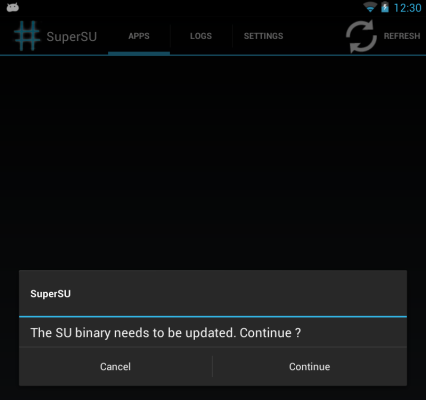 12:30
SuperSU APPS LOGS SETTINGS REFRESH
SuperSU
The SU binary needs to be updated. Continue ?
Cancel Continue